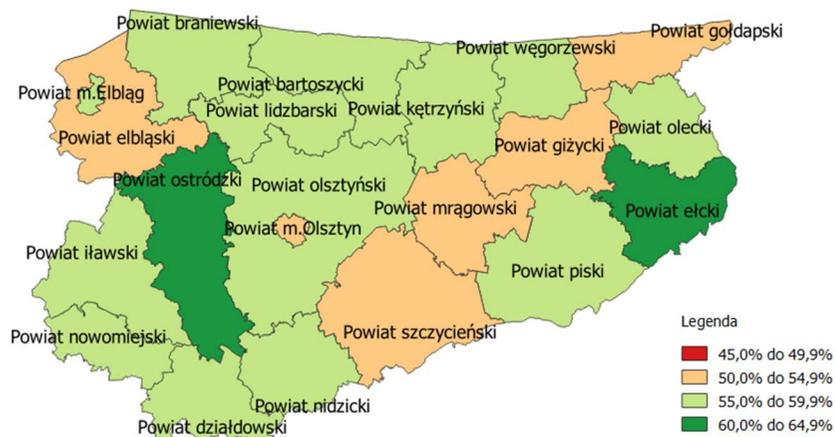 Powiat braniewski
Powiat gołdapski
Powiat węgorzewski
Powiat bartoszycki
Powiat m.Elbląg
Powiat lidzbarski
Powiat kętrzyński
Powiat olecki
Powiat elbląski
Powiat giżycki
Powiat ostródzki
Powiat olsztyński
Powiat mrągowski
Powiat ełcki
Powiat m.Olsztyn
Powiat iławski
Powiat piski
Powiat nowomiejski
Powiat szczycieński
Powiat nidzicki
Powiat działdowski
Legenda
45,0% do 49,9%
50,0% do 54,9%
55,0% do 59,9%
60,0% do 64,9%